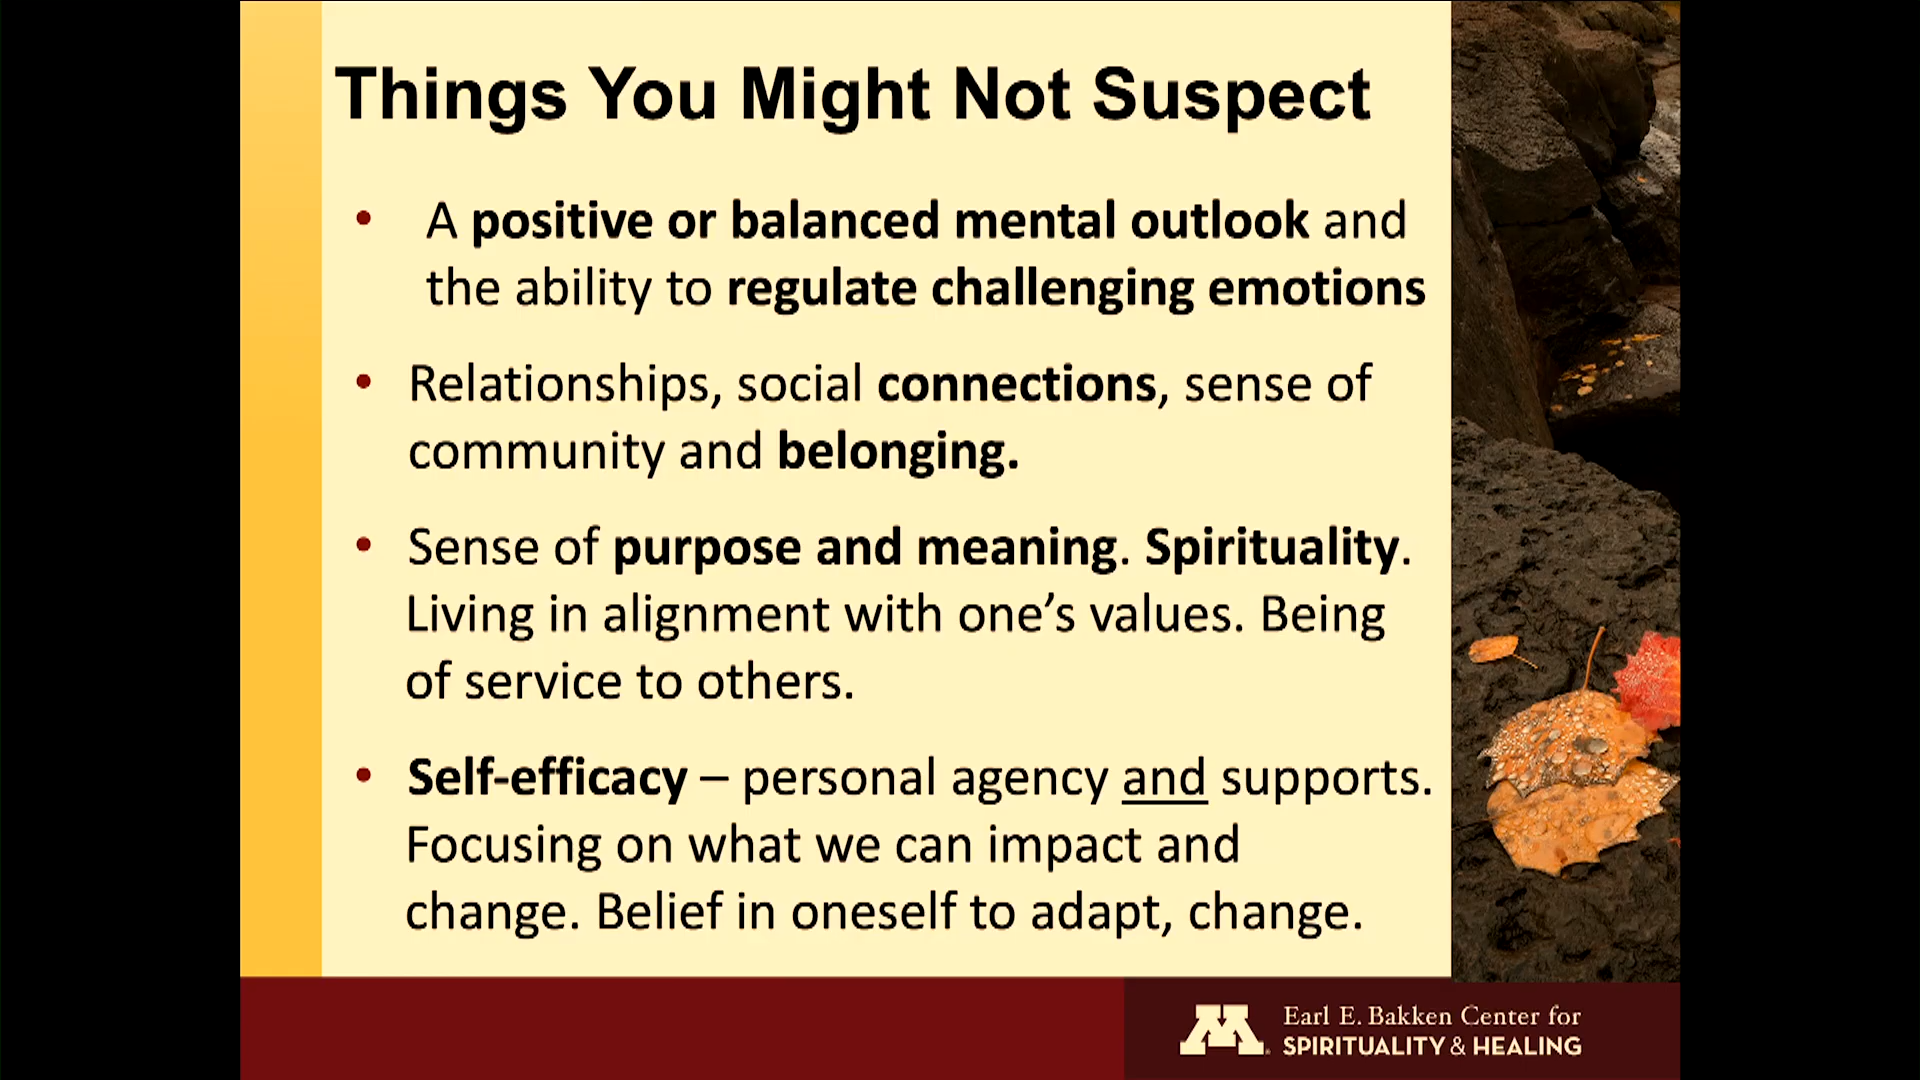 Things You Might Not Suspect
• A positive or balanced mental outlook and
the ability to regulate challenging emotions
• Relationships, social connections, sense of
community and belonging.
• Sense of purpose and meaning. Spirituality.
Living in alignment with one’s values. Being
of service to others.
• Self-efficacy – personal agency and supports.
Focusing on what we can impact and
change. Belief in oneself to adapt, change.
M
Earl E. Bakken Center for
SPIRITUALITY & HEALING